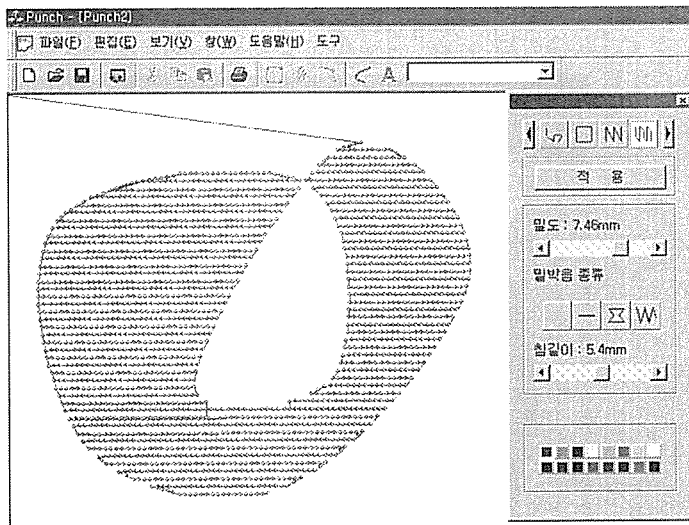 Punch - [Punch2]
파일(F) 편집(E) 보기(V) 창(W) 도움말(H) 도구
A
적 용
밀도 : 7.46mm
밑박음 종류
침길이 : 5.4mm